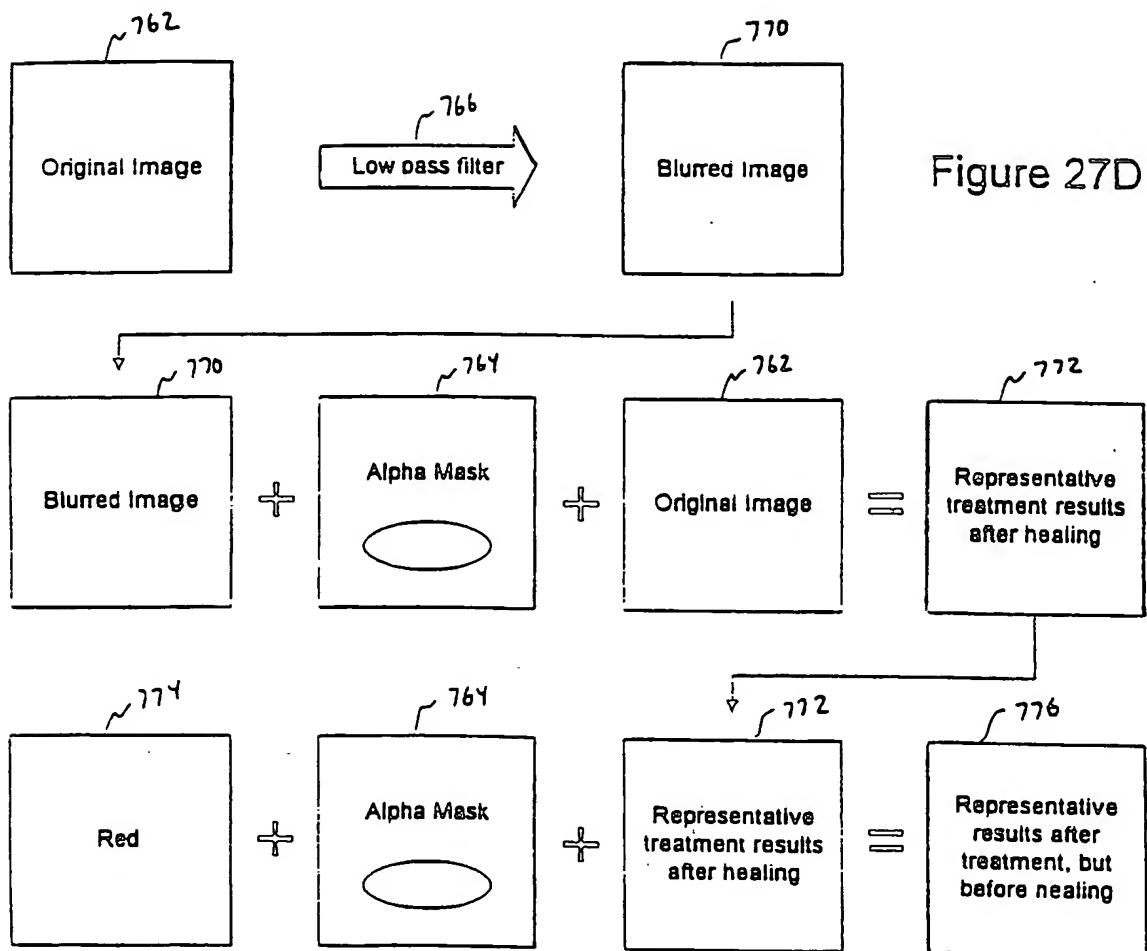 762
770
766
Original Image
Low pass filter
Blurred Image
Figure 27D
770
764
762
772
Blurred Image
+
Alpha Mask
+
Original Image
=
Representative
treatment results
after healing
774
764
772
776
Red
+
Alpha Mask
+
Representative
treatment results
after healing
=
Representative
results after
treatment, but
before nealing